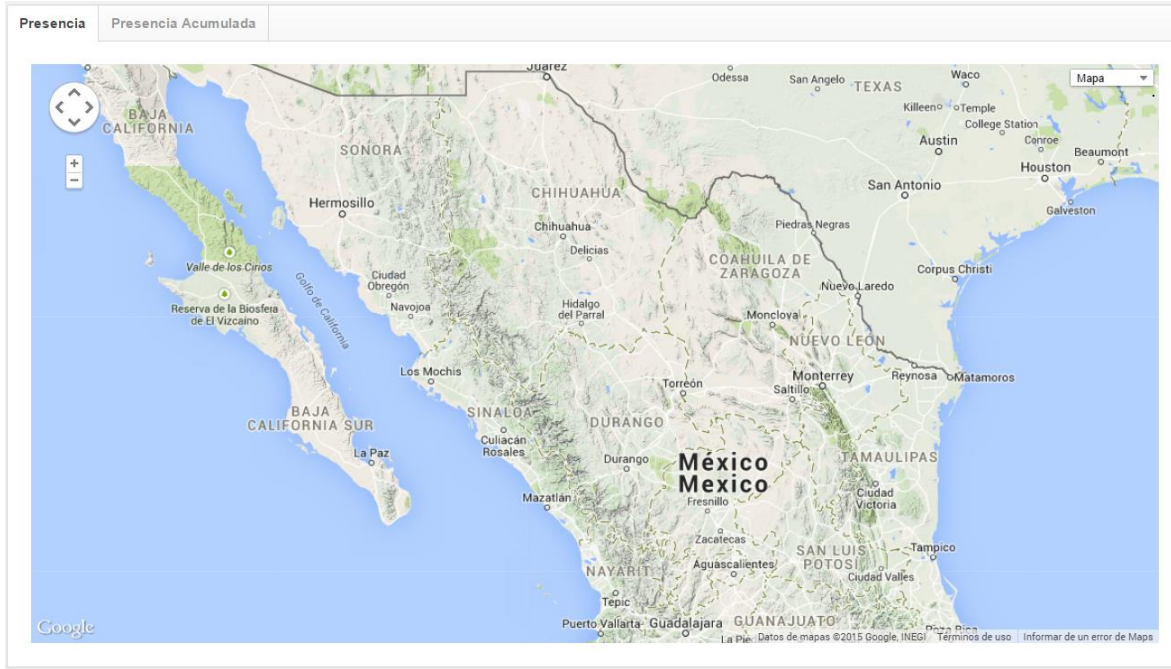 Presencia
Presencia Acumulada
Juárez
Odessa
San Angelo
TEXAS
Waco
Mapa
Killeen
Temple
College Station
BAJA
CALIFORNIA
Austin
Conroe
Beaumont
SONORA
Houston
San Antonio
CHIHUAHUA
Hermosillo
Galveston
Chihuahua
Piedras Negras
Delicias
COAHUILA DE
ZARAGOZA
Valle de los Cirios
Corpus Christi
Ciudad
Obregón
Golfo de California
Nuevo Laredo
Reserva de la Biosfera
de El Vizcaíno
Navojoa
Hidalgo
del Parral
Monclova
NUEVO LEON
Los Mochis
Torreón
Monterrey
Saltillo
Reynosa
Matamoros
BAJA
CALIFORNIA SUR
SINALOA
DURANGO
Culiacán
Rosales
La Paz
Durango
México
Mexico
TAMAULIPAS
Mazatlán
Fresnillo
Ciudad
Victoria
Zacatecas
SAN LUIS
POTOSÍ
Tampico
NAYARIT
Aguascalientes
Ciudad Valles
Tepic
Puerto Vallarta
Guadalajara
GUANAJUATO
Google
Datos de mapas ©2015 Google, INEGI
Términos de uso
Informar de un error de Maps